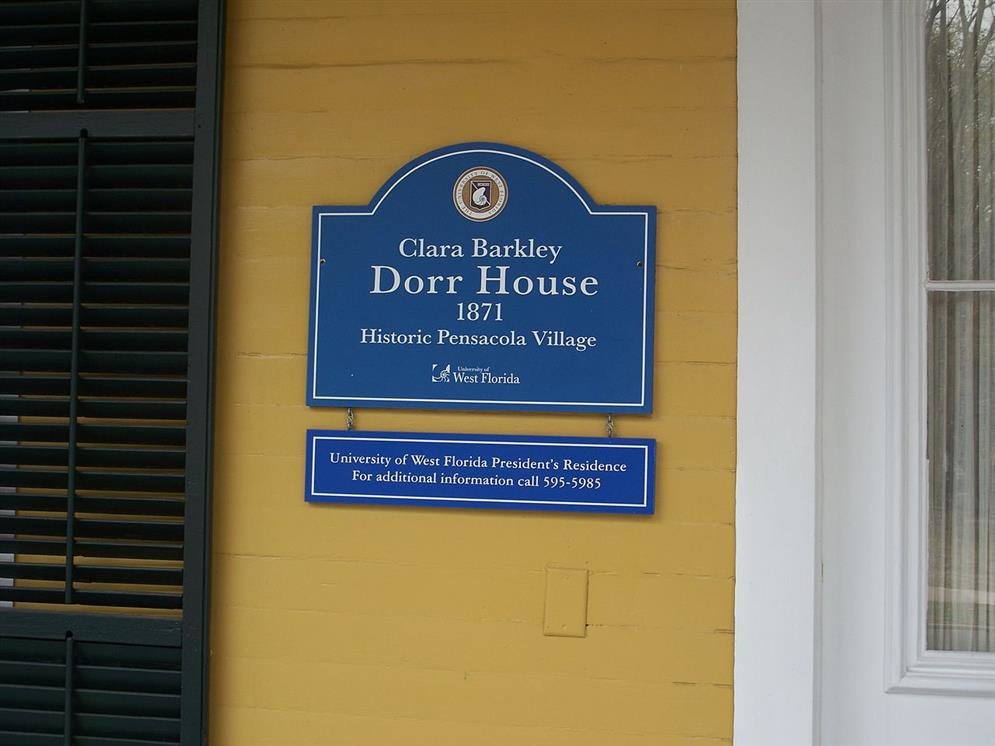 Clara Barkley
Dorr House
1871
Historic Pensacola Village
University of
West Florida
University of West Florida President's Residence
For additional information call 595-5985